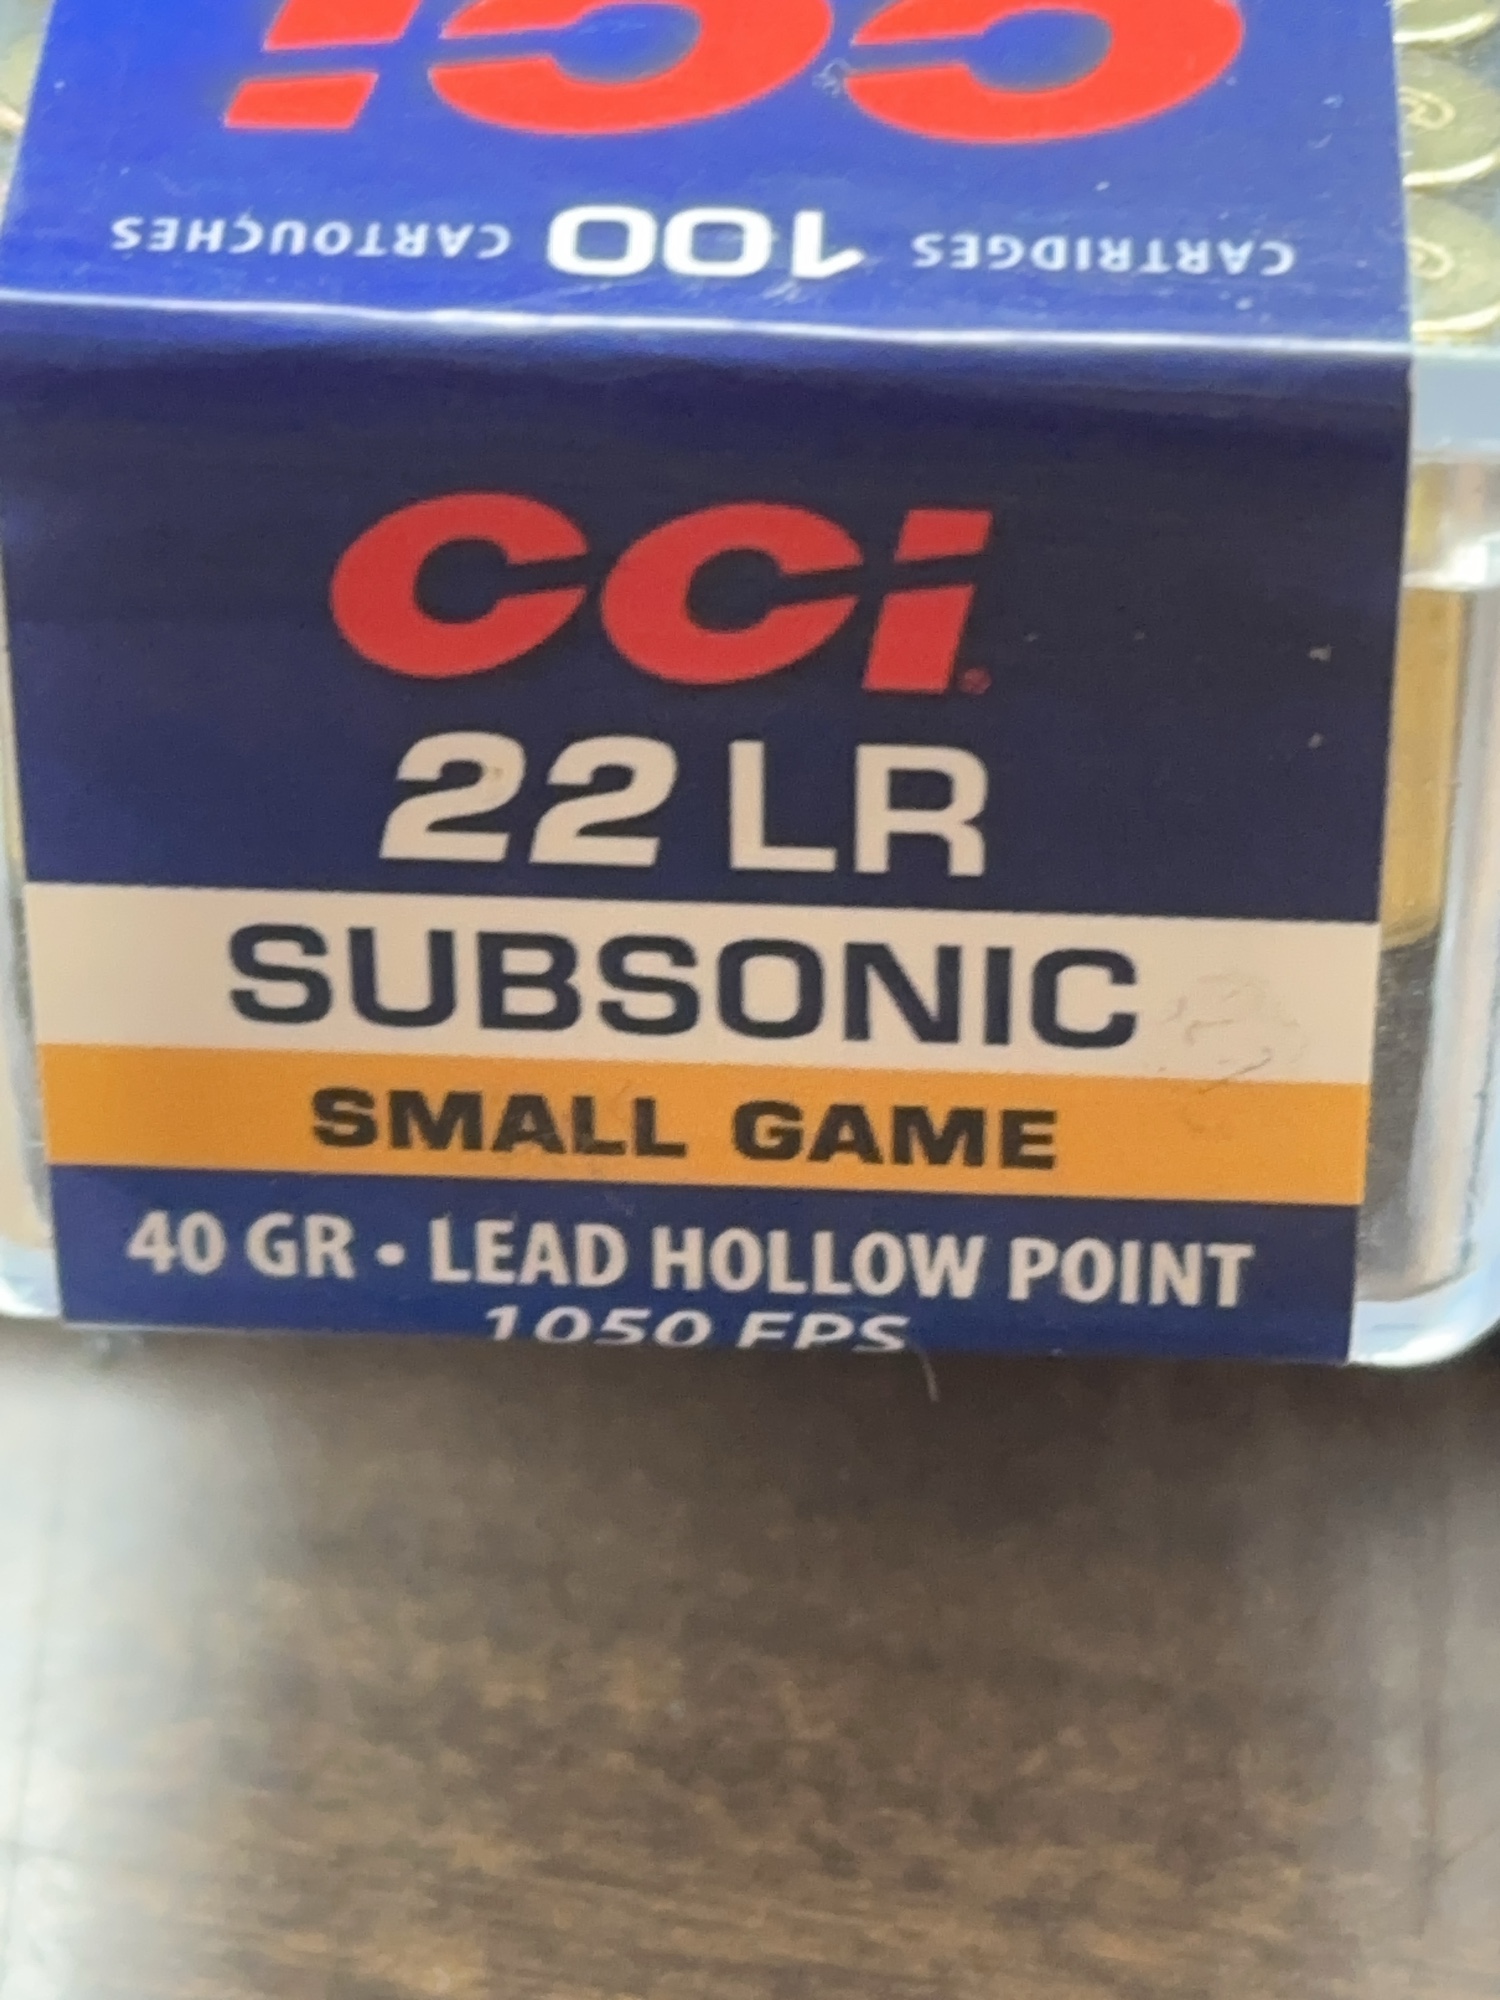 cci
CARTRIDGES 100 CARTOUCHES
cci®
22 LR
SUBSONIC
SMALL GAME
40 GR • LEAD HOLLOW POINT
1050 FPS